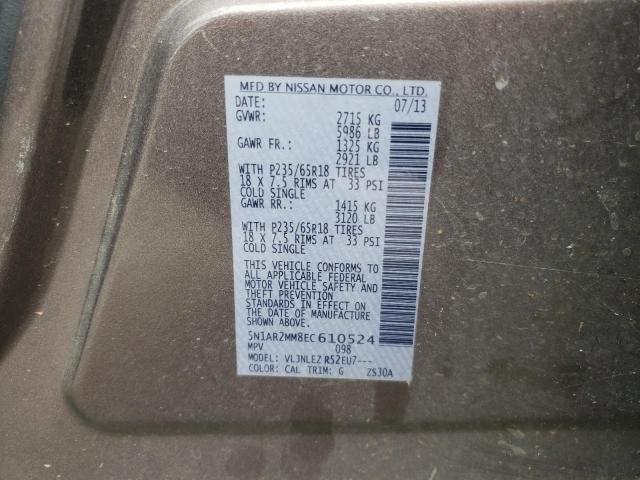 MFD BY NISSAN MOTOR CO., LTD.
DATE: 07/13
GVWR: 2715 KG
5986 LB
GAWR FR.: 1325 KG
2921 LB
WITH P235/65R18 TIRES
18 X 7.5 RIMS AT 33 PSI
COLD SINGLE
GAWR RR.: 1415 KG
3120 LB
WITH P235/65R18 TIRES
18 X 7.5 RIMS AT 33 PSI
COLD SINGLE
THIS VEHICLE CONFORMS TO
ALL APPLICABLE FEDERAL
MOTOR VEHICLE SAFETY AND
THEFT PREVENTION
STANDARDS IN EFFECT ON
THE DATE OF MANUFACTURE
SHOWN ABOVE.
5N1AR2MM8EC610524
MPV 098
MODEL: VLJNLEZ R52EU7---
COLOR: CAL TRIM: G ZS30A